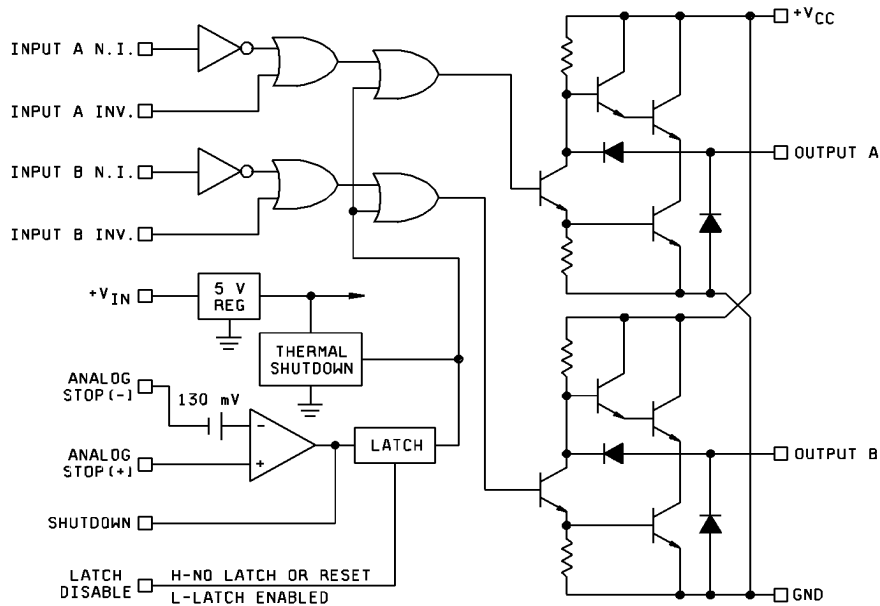 INPUT A N.I.
INPUT A INV.
INPUT B N.I.
INPUT B INV.
+VIN
5 V
REG
THERMAL
SHUTDOWN
ANALOG
STOP(-)
130 mV
-
+
ANALOG
STOP(+)
LATCH
SHUTDOWN
LATCH
DISABLE
H-NO LATCH OR RESET
L-LATCH ENABLED
+VCC
OUTPUT A
OUTPUT B
GND